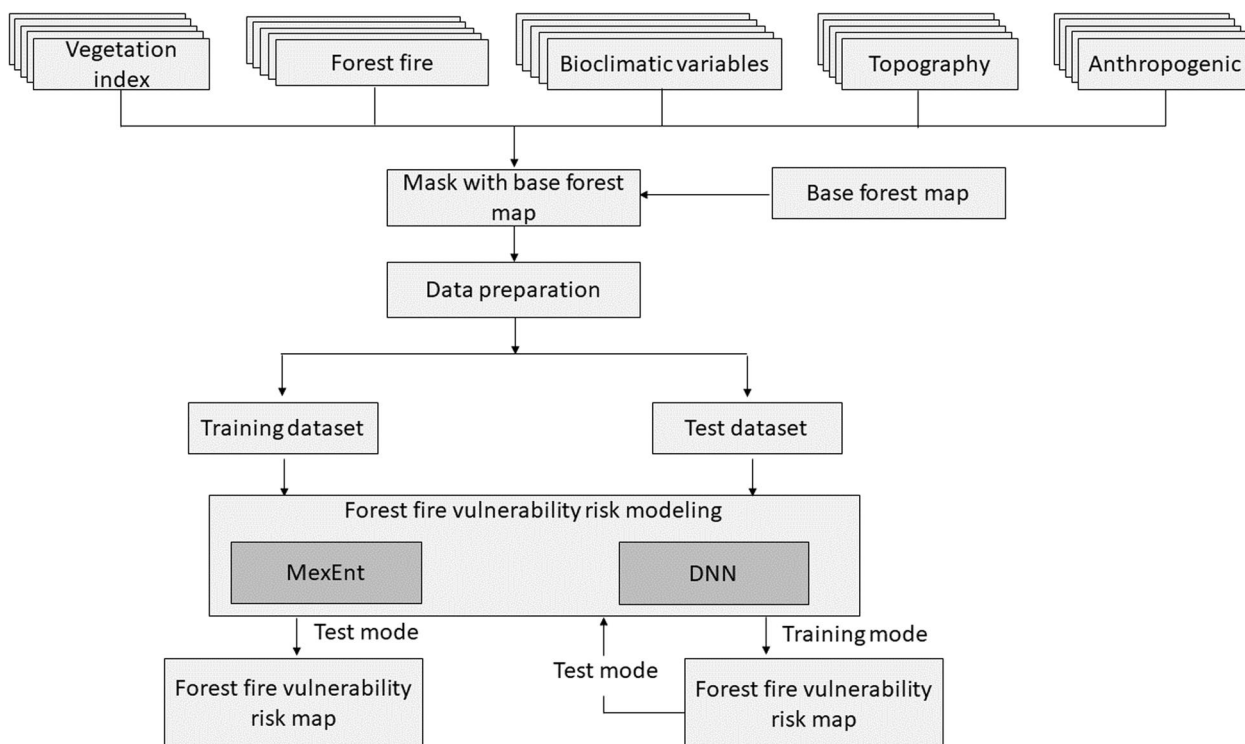 Vegetation
index
Forest fire
Bioclimatic variables
Topography
Anthropogenic
Mask with base forest
map
Base forest map
Data preparation
Training dataset
Test dataset
Forest fire vulnerability risk modeling
MexEnt
DNN
Test mode
Training mode
Test mode
Forest fire vulnerability
risk map
Forest fire vulnerability
risk map